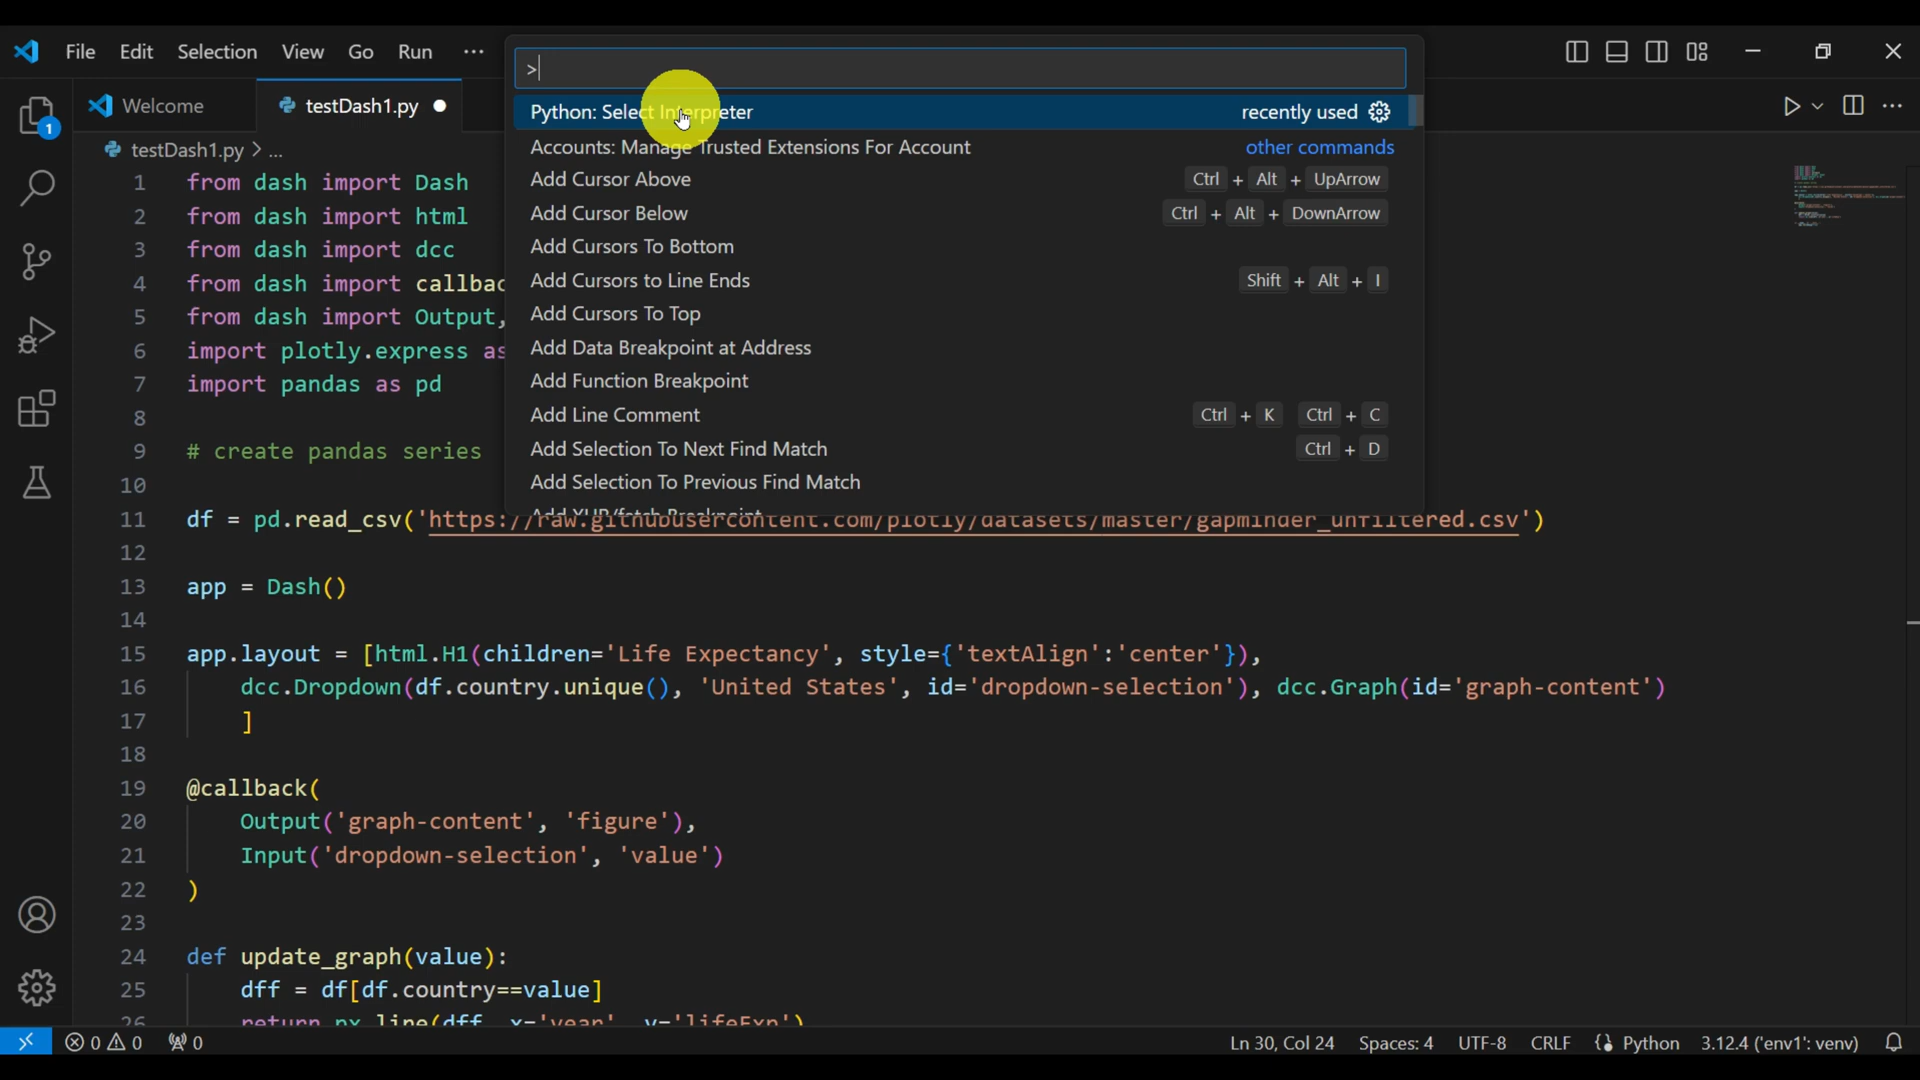 File Edit Selection View Go Run ...
>
Welcome testDash1.py
Python: Select Interpreter recently used
testDash1.py > ...
Accounts: Manage Trusted Extensions For Account other commands
Add Cursor Above Ctrl + Alt + UpArrow
Add Cursor Below Ctrl + Alt + DownArrow
Add Cursors To Bottom
Add Cursors to Line Ends Shift + Alt + I
Add Cursors To Top
Add Data Breakpoint at Address
Add Function Breakpoint
Add Line Comment Ctrl + K Ctrl + C
Add Selection To Next Find Match Ctrl + D
Add Selection To Previous Find Match
1 from dash import Dash
2 from dash import html
3 from dash import dcc
4 from dash import callbac
5 from dash import Output,
6 import plotly.express as
7 import pandas as pd
8
9 # create pandas series
10
11 df = pd.read_csv('https://raw.githubusercontent.com/plotly/datasets/master/gapminder_unfiltered.csv')
12
13 app = Dash()
14
15 app.layout = [html.H1(children='Life Expectancy', style={'textAlign':'center'}),
16 dcc.Dropdown(df.country.unique(), 'United States', id='dropdown-selection'), dcc.Graph(id='graph-content')
17 ]
18
19 @callback(
20 Output('graph-content', 'figure'),
21 Input('dropdown-selection', 'value')
22 )
23
24 def update_graph(value):
25 dff = df[df.country==value]
26 return px.line(dff, x='year', y='lifeExp')
0 0 0 Ln 30, Col 24 Spaces: 4 UTF-8 CRLF Python 3.12.4 ('env1': venv)
1